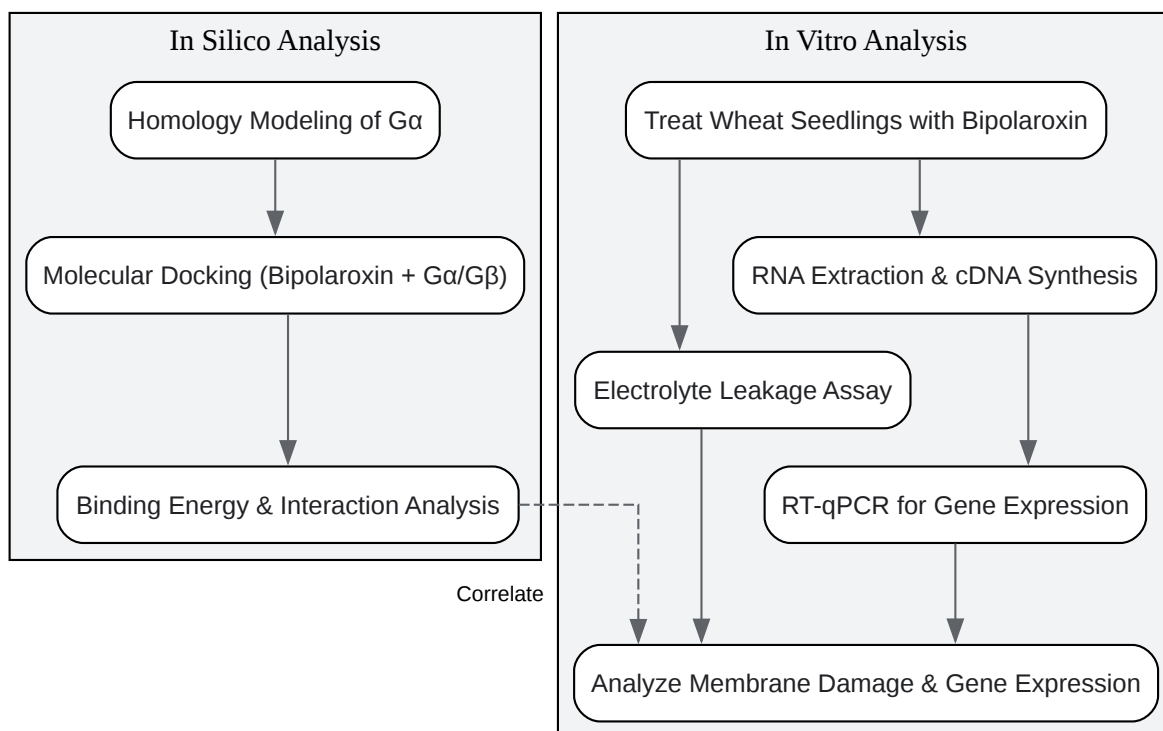 In Silico Analysis
Homology Modeling of Gα
Molecular Docking (Bipolaroxin + Gα/Gβ)
Binding Energy & Interaction Analysis
Correlate
In Vitro Analysis
Treat Wheat Seedlings with Bipolaroxin
RNA Extraction & cDNA Synthesis
Electrolyte Leakage Assay
RT-qPCR for Gene Expression
Analyze Membrane Damage & Gene Expression